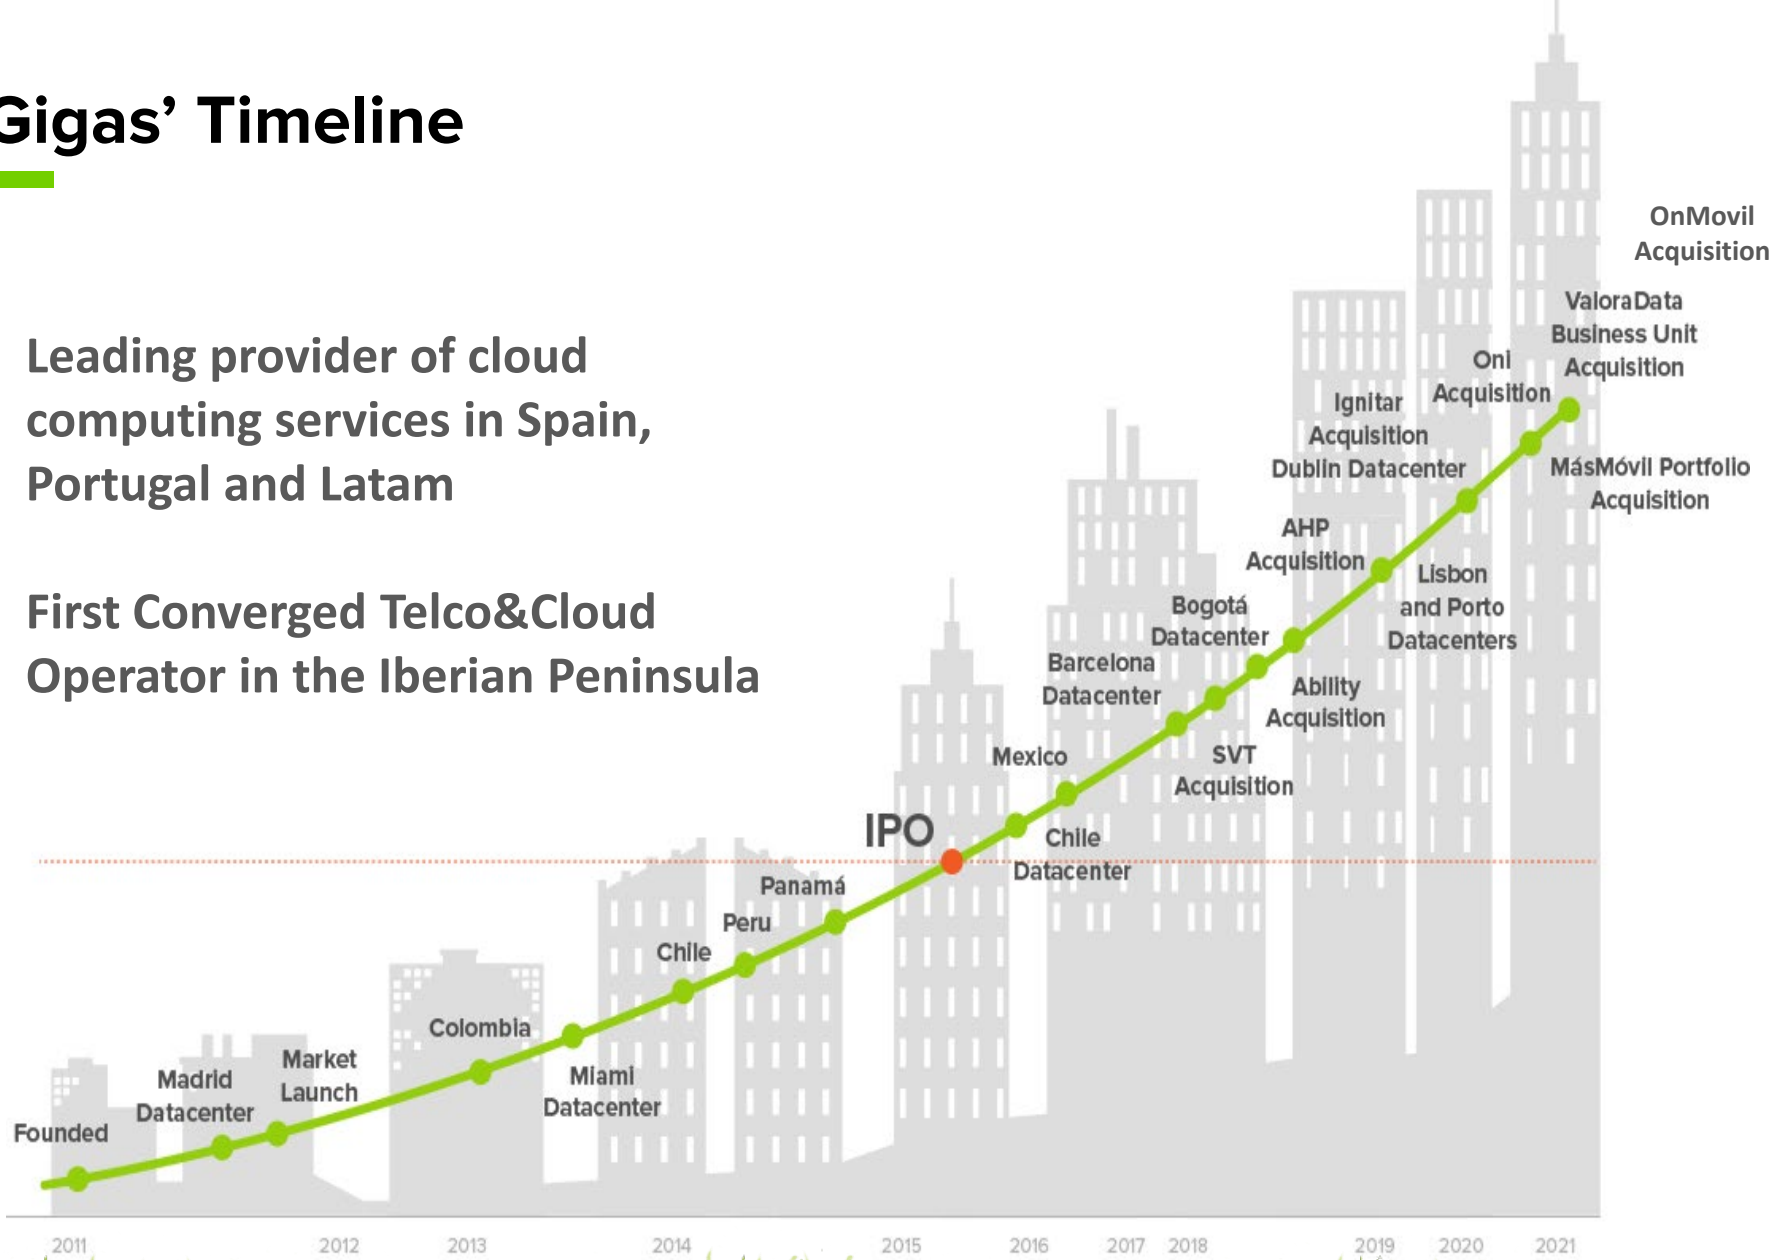 Gigas’ Timeline
Leading provider of cloud
computing services in Spain,
Portugal and Latam
First Converged Telco&Cloud
Operator in the Iberian Peninsula
Founded
Madrid
Datacenter
Market
Launch
Colombia
Miami
Datacenter
Chile
Peru
Panamá
IPO
Mexico
Chile
Datacenter
Barcelona
Datacenter
SVT
Acquisition
Bogotá
Datacenter
Ability
Acquisition
AHP
Acquisition
Ignitar
Acquisition
Dublin Datacenter
Lisbon
and Porto
Datacenters
Oni
Acquisition
MásMóvil Portfolio
Acquisition
ValoraData
Business Unit
Acquisition
OnMovil
Acquisition
2011 2012 2013 2014 2015 2016 2017 2018 2019 2020 2021